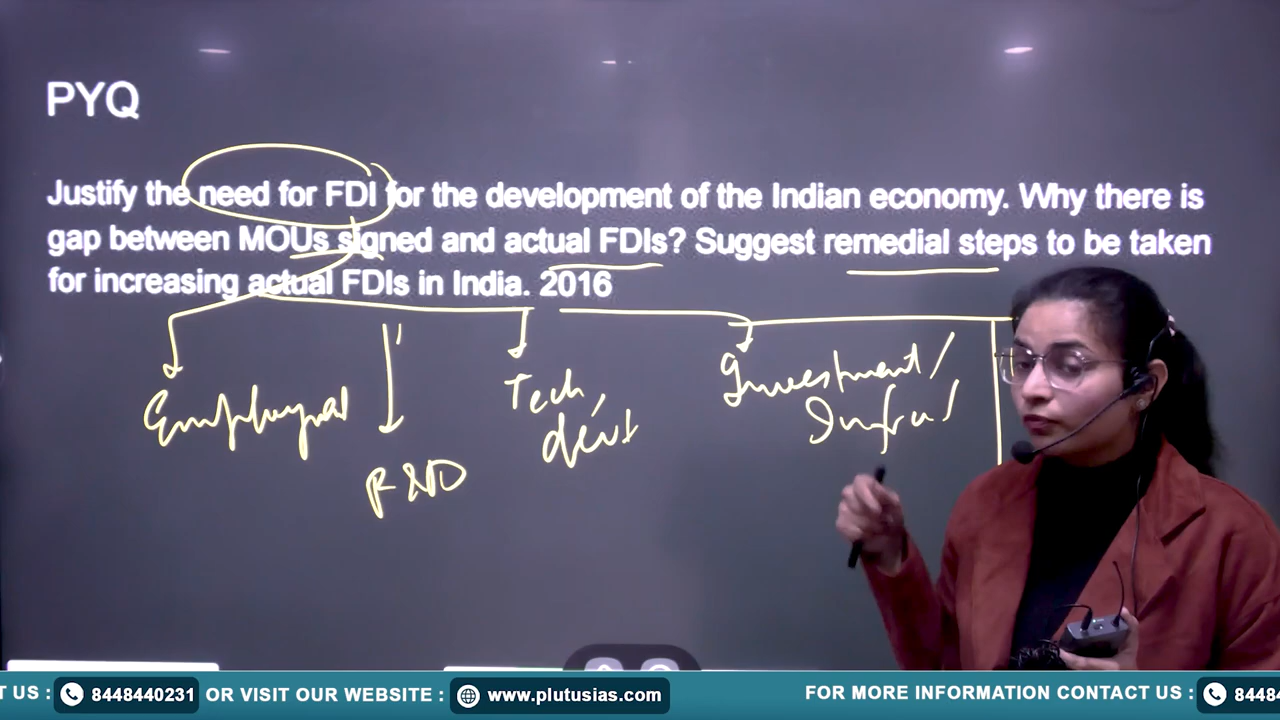 PYQ
Justify the need for FDI for the development of the Indian economy. Why there is
gap between MOUs signed and actual FDIs? Suggest remedial steps to be taken
for increasing actual FDIs in India. 2016
Tech
Investment/
Infra/
devt
R&D
T US : 8448440231 OR VISIT OUR WEBSITE : www.plutusias.com FOR MORE INFORMATION CONTACT US : 8448